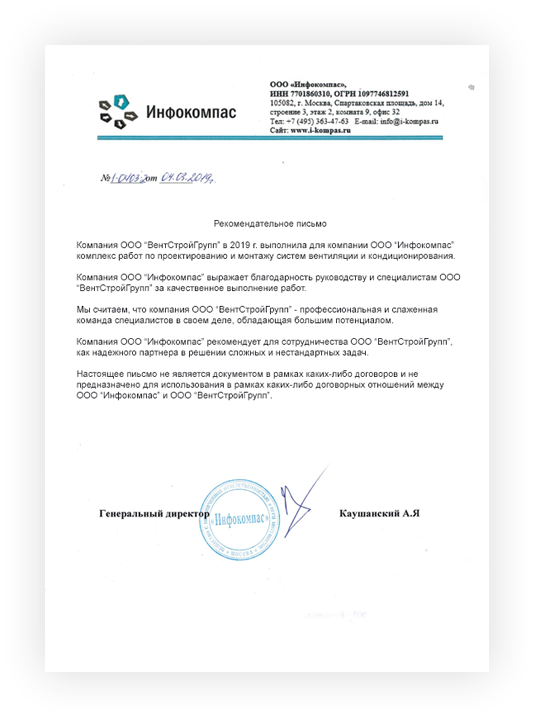 Инфокомпас
ООО «Инфокомпас»,
ИНН 7701860310, ОГРН 1097746812591
105082, г. Москва, Спартаковская площадь, дом 14,
строение 3, этаж 2, комната 9, офис 32
Тел: +7 (495) 363-47-63 E-mail: info@i-kompas.ru
Сайт: www.i-kompas.ru
№ от 04.03.2019г.
Рекомендательное письмо
Компания ООО “ВентСтройГрупп” в 2019 г. выполнила для компании ООО “Инфокомпас”
комплекс работ по проектированию и монтажу систем вентиляции и кондиционирования.
Компания ООО “Инфокомпас” выражает благодарность руководству и специалистам ООО
“ВентСтройГрупп” за качественное выполнение работ.
Мы считаем, что компания ООО “ВентСтройГрупп” - профессиональная и слаженная
команда специалистов в своем деле, обладающая большим потенциалом.
Компания ООО “Инфокомпас” рекомендует для сотрудничества ООО “ВентСтройГрупп”,
как надежного партнера в решении сложных и нестандартных задач.
Настоящее пиьсмо не является документом в рамках каких-либо договоров и не
предназначено для использования в рамках каких-либо договорных отношений между
ООО “Инфокомпас” и ООО “ВентСтройГрупп”.
Генеральный директор
Инфокомпас
МОСКВА
Каушанский А.Я